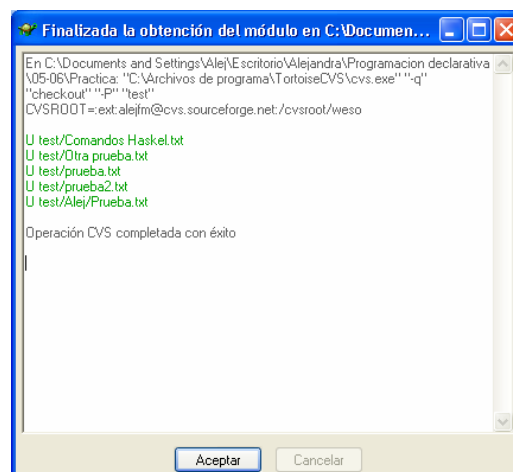 Finalizada la obtención del módulo en C:\Documen...
En C:\Documents and Settings\Alej\Escritorio\Alejandra\Programacion declarativa
\05-06\Practica: "C:\Archivos de programa\TortoiseCVS\cvs.exe" "-q"
"checkout" "-P" "test"
CVSROOT=:ext:alejfm@cvs.sourceforge.net:/cvsroot/weso
U test/Comandos Haskel.txt
U test/Otra prueba.txt
U test/prueba.txt
U test/prueba2.txt
U test/Alej/Prueba.txt
Operación CVS completada con éxito
Aceptar
Cancelar